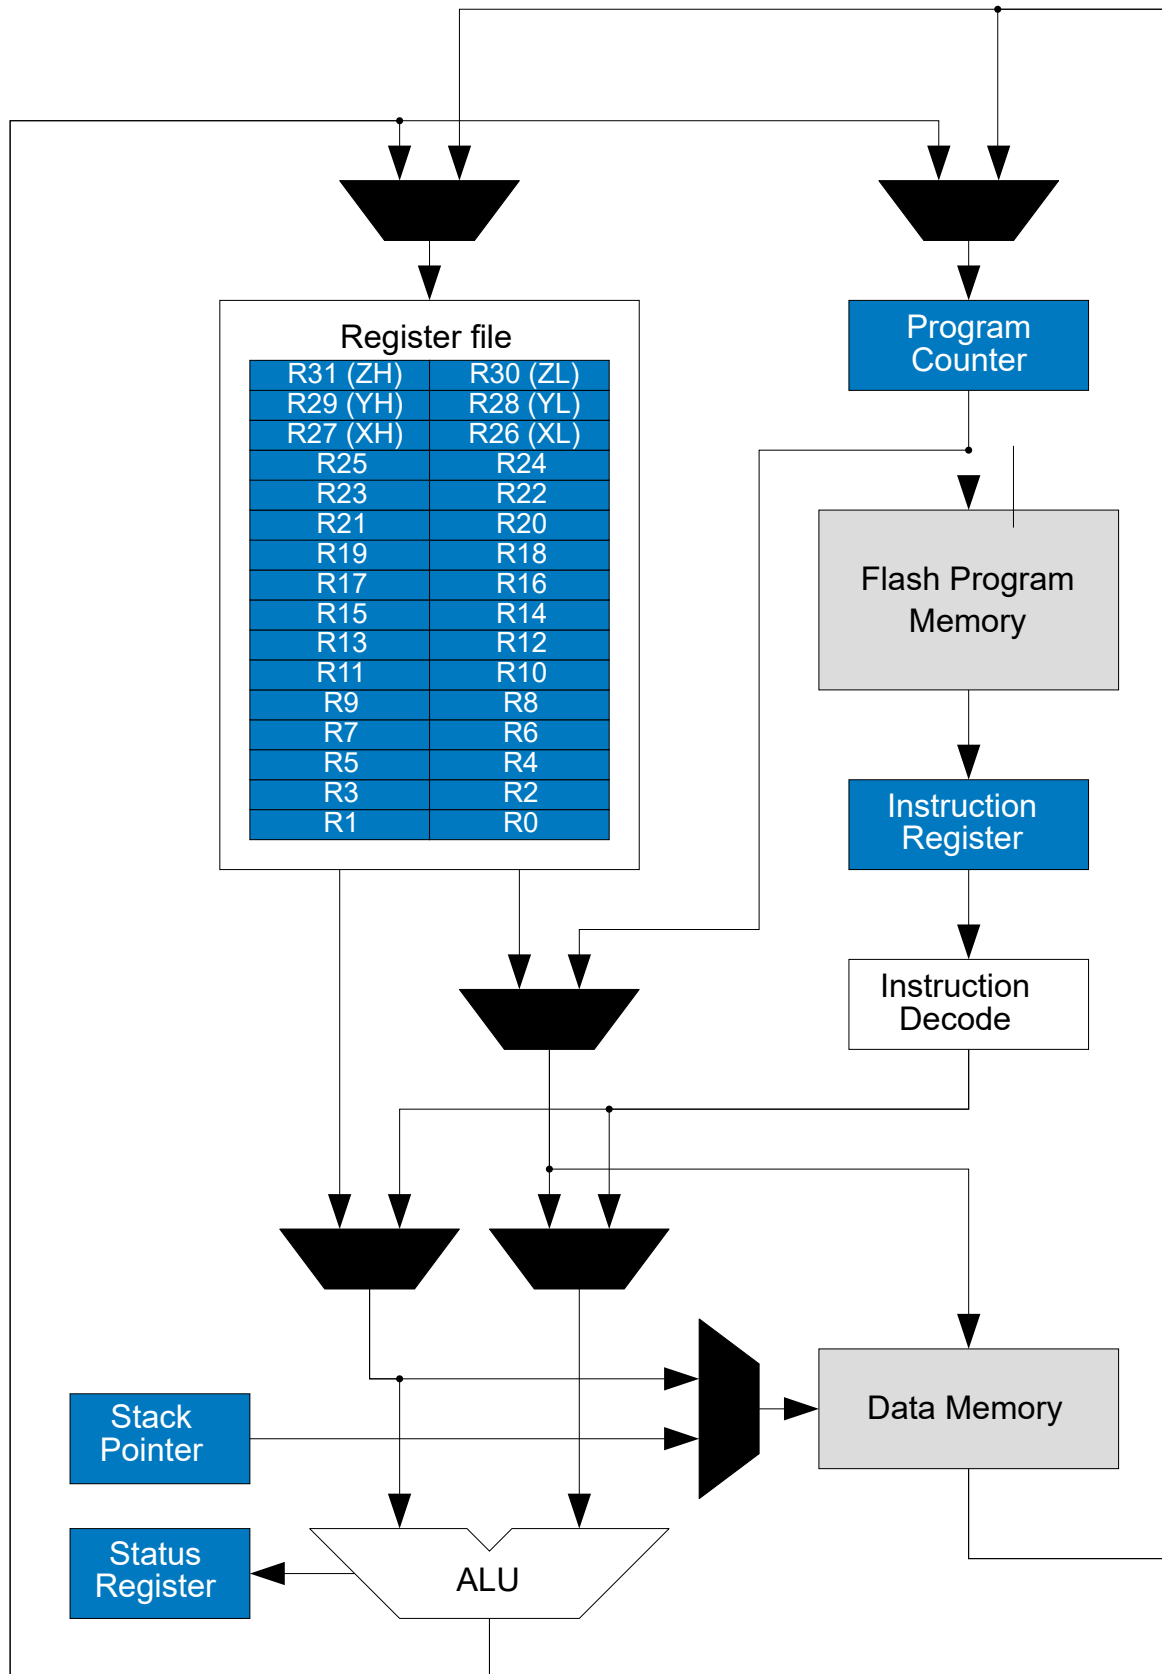 Register file
R31 (ZH) R30 (ZL)
R29 (YH) R28 (YL)
R27 (XH) R26 (XL)
R25 R24
R23 R22
R21 R20
R19 R18
R17 R16
R15 R14
R13 R12
R11 R10
R9 R8
R7 R6
R5 R4
R3 R2
R1 R0
Program
Counter
Flash Program
Memory
Instruction
Register
Instruction
Decode
Stack
Pointer
Data Memory
Status
Register
ALU